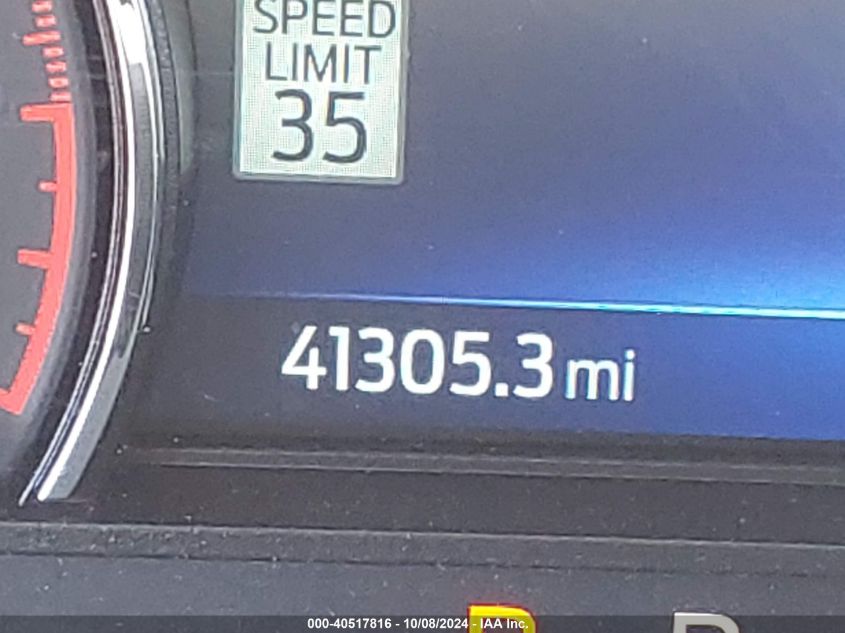 SPEED
LIMIT
35
41305.3 mi
P R
000-40517816 - 10/08/2024 - IAA Inc.